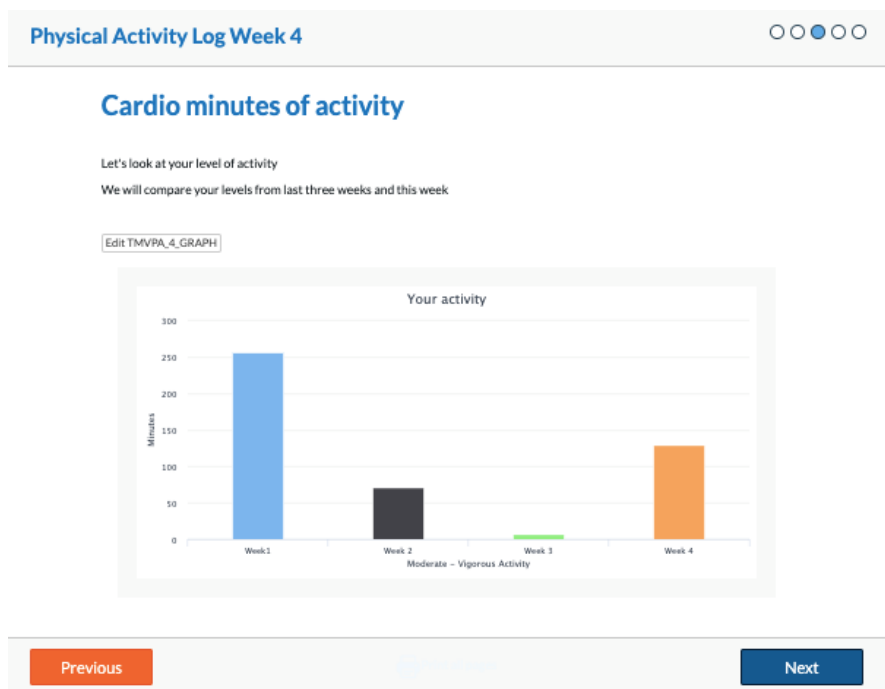 Physical Activity Log Week 4
Cardio minutes of activity
Let's look at your level of activity
We will compare your levels from last three weeks and this week
Edit TMVPA_4_GRAPH
Your activity
300
250
200
150
100
50
0
Minutes
Week1 Week 2 Week 3 Week 4
Moderate – Vigorous Activity
Previous
Next